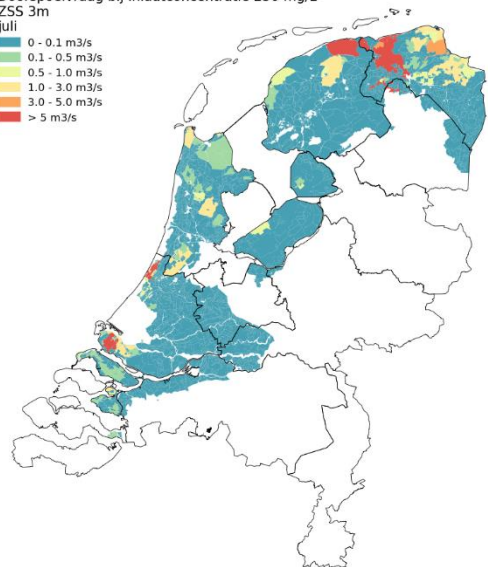 ZSS 3m
juli
0 - 0.1 m3/s
0.1 - 0.5 m3/s
0.5 - 1.0 m3/s
1.0 - 3.0 m3/s
3.0 - 5.0 m3/s
> 5 m3/s